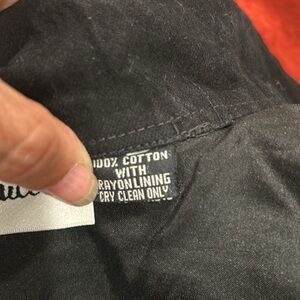 100% COTTON
WITH
RAYON LINING
DRY CLEAN ONLY